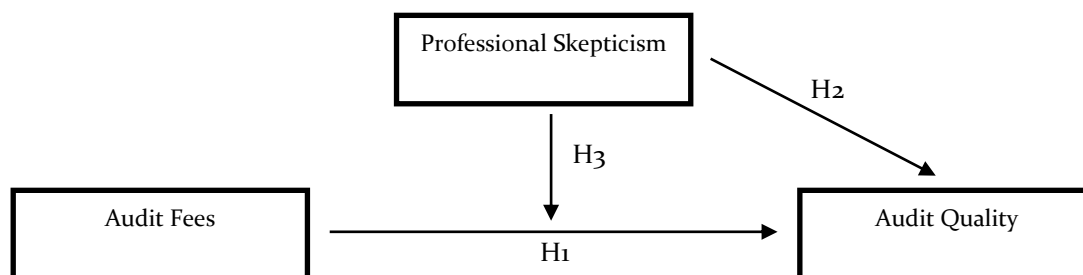 Professional Skepticism
H2
H3
Audit Fees
Audit Quality
H1